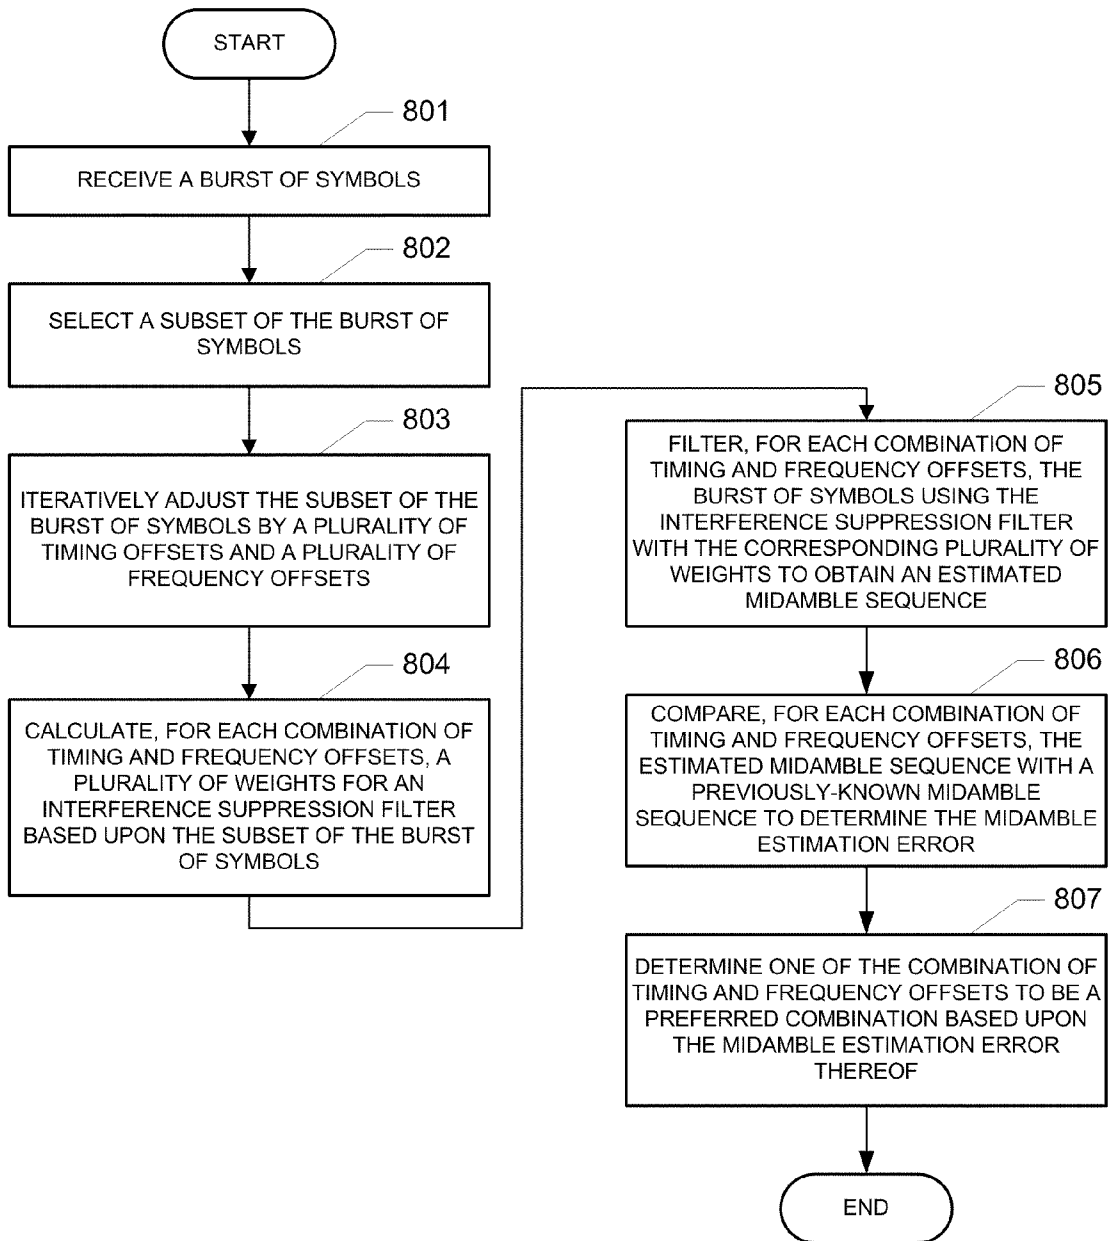 START
801
RECEIVE A BURST OF SYMBOLS
802
SELECT A SUBSET OF THE BURST OF
SYMBOLS
803
ITERATIVELY ADJUST THE SUBSET OF THE
BURST OF SYMBOLS BY A PLURALITY OF
TIMING OFFSETS AND A PLURALITY OF
FREQUENCY OFFSETS
804
CALCULATE, FOR EACH COMBINATION OF
TIMING AND FREQUENCY OFFSETS, A
PLURALITY OF WEIGHTS FOR AN
INTERFERENCE SUPPRESSION FILTER
BASED UPON THE SUBSET OF THE BURST
OF SYMBOLS
805
FILTER, FOR EACH COMBINATION OF
TIMING AND FREQUENCY OFFSETS, THE
BURST OF SYMBOLS USING THE
INTERFERENCE SUPPRESSION FILTER
WITH THE CORRESPONDING PLURALITY OF
WEIGHTS TO OBTAIN AN ESTIMATED
MIDAMBLE SEQUENCE
806
COMPARE, FOR EACH COMBINATION OF
TIMING AND FREQUENCY OFFSETS, THE
ESTIMATED MIDAMBLE SEQUENCE WITH A
PREVIOUSLY-KNOWN MIDAMBLE
SEQUENCE TO DETERMINE THE MIDAMBLE
ESTIMATION ERROR
807
DETERMINE ONE OF THE COMBINATION OF
TIMING AND FREQUENCY OFFSETS TO BE A
PREFERRED COMBINATION BASED UPON
THE MIDAMBLE ESTIMATION ERROR
THEREOF
END